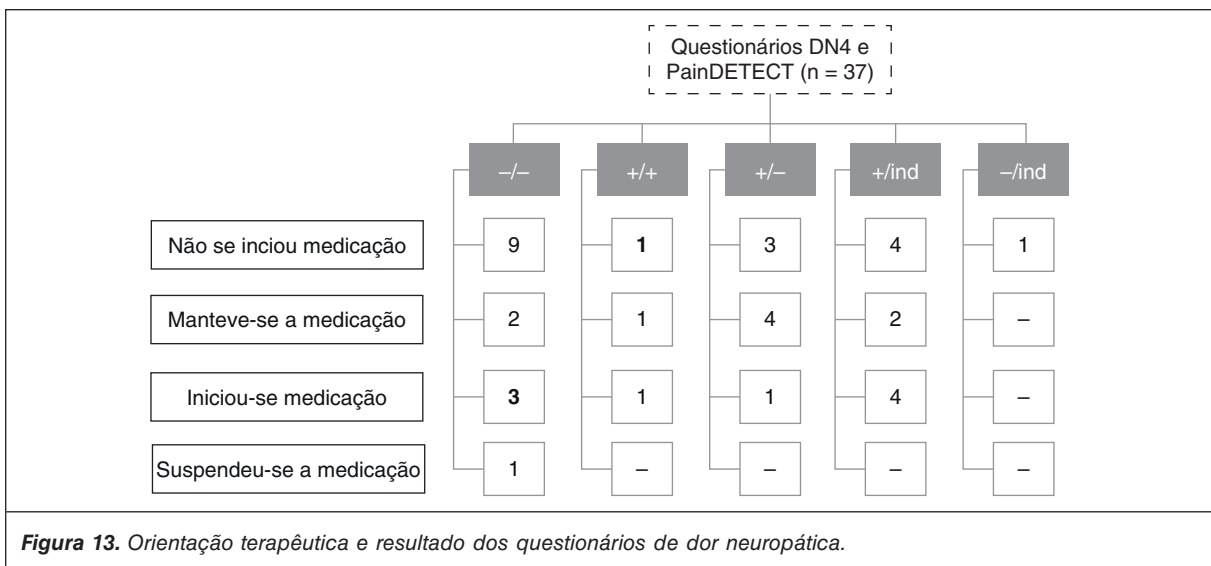 Questionários DN4 e
PainDETECT (n = 37)
–/– +/+ +/– +/ind –/ind
Não se inciou medicação 9 1 3 4 1
Manteve-se a medicação 2 1 4 2 –
Iniciou-se medicação 3 1 1 4 –
Suspendeu-se a medicação 1 – – – –
Figura 13. Orientação terapêutica e resultado dos questionários de dor neuropática.